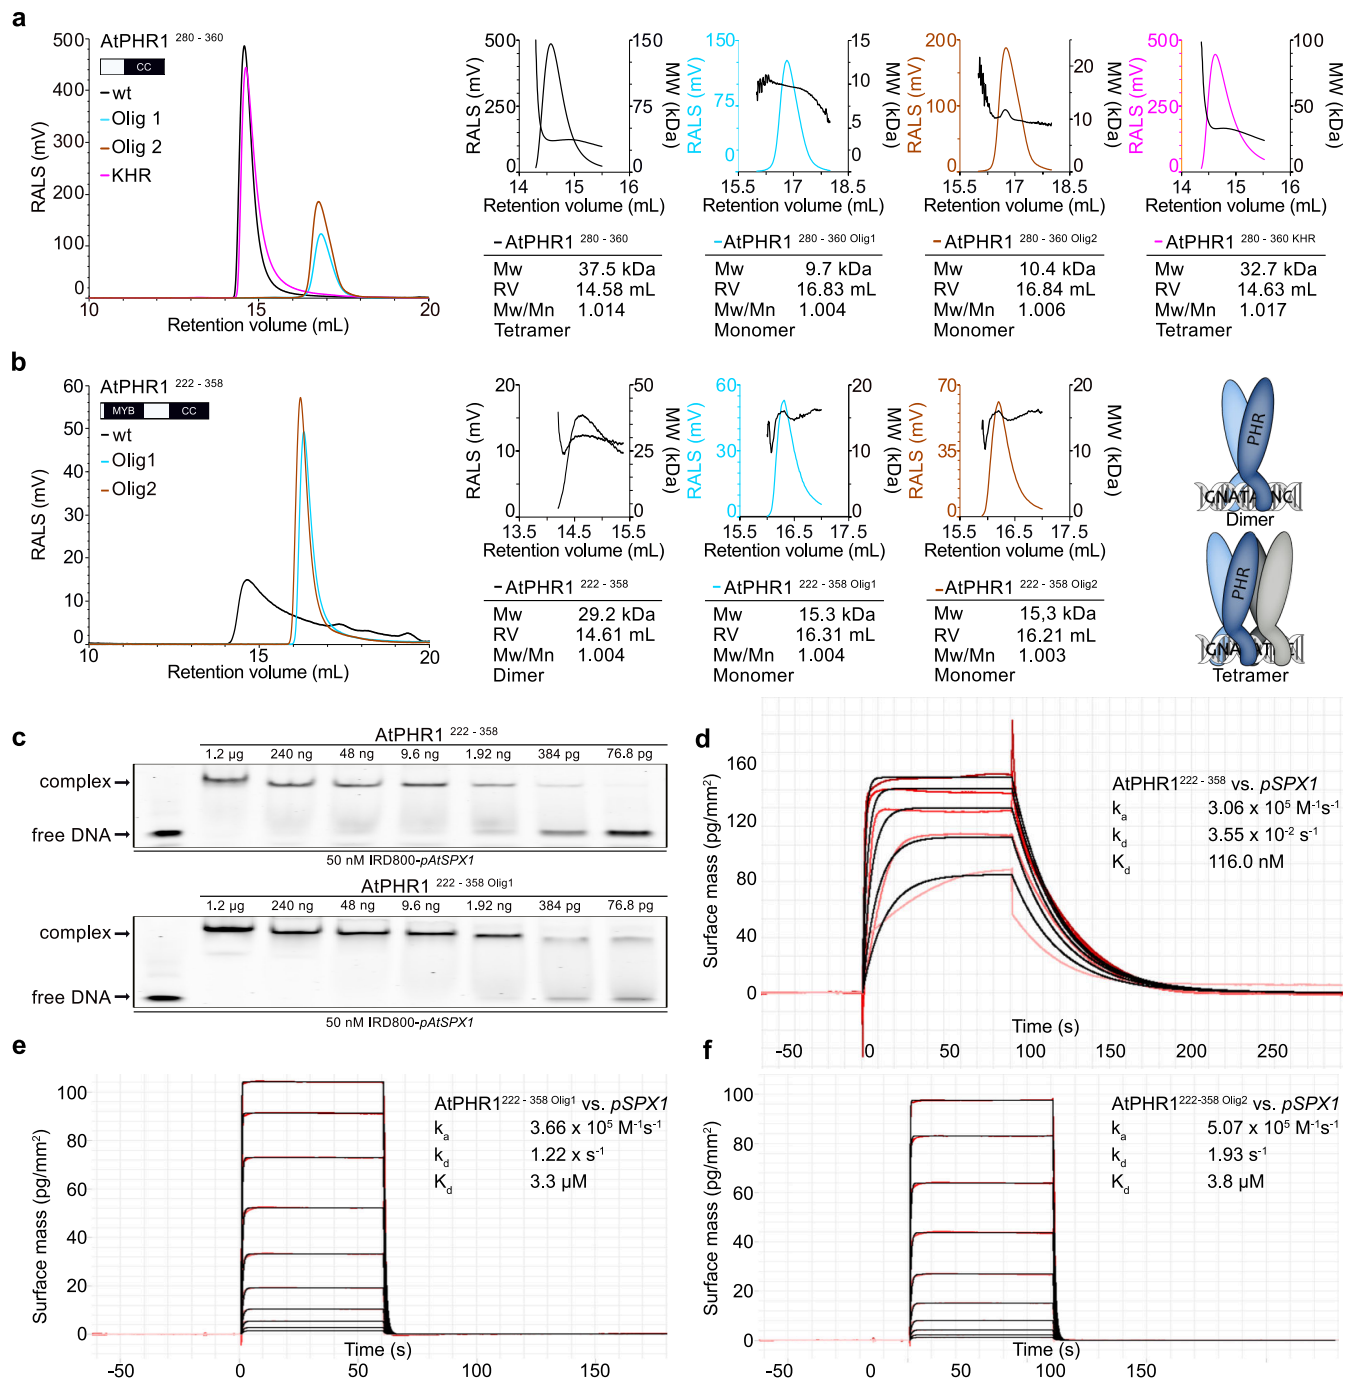 a
AtPHR1 280 - 360
CC
wt
Olig 1
Olig 2
KHR
RALS (mV)
500
400
300
200
100
0
10 15 20
Retention volume (mL)
RALS (mV)
500
250
0
150
75
0
MW (kDa)
14 15 16
Retention volume (mL)
AtPHR1 280 - 360
Mw 37.5 kDa
RV 14.58 mL
Mw/Mn 1.014
Tetramer
RALS (mV)
150
75
0
15
10
5
0
MW (kDa)
15.5 17 18.5
Retention volume (mL)
AtPHR1 280 - 360 Olig1
Mw 9.7 kDa
RV 16.83 mL
Mw/Mn 1.004
Monomer
RALS (mV)
200
100
0
20
10
0
MW (kDa)
15.5 17 18.5
Retention volume (mL)
AtPHR1 280 - 360 Olig2
Mw 10.4 kDa
RV 16.84 mL
Mw/Mn 1.006
Monomer
RALS (mV)
500
250
0
100
50
0
MW (kDa)
14 15 16
Retention volume (mL)
AtPHR1 280 - 360 KHR
Mw 32.7 kDa
RV 14.63 mL
Mw/Mn 1.017
Tetramer
b
AtPHR1 222 - 358
MYB CC
wt
Olig1
Olig2
RALS (mV)
60
50
40
30
20
10
0
10 15 20
Retention volume (mL)
RALS (mV)
20
10
0
50
25
0
MW (kDa)
13.5 14.5 15.5
Retention volume (mL)
AtPHR1 222 - 358
Mw 29.2 kDa
RV 14.61 mL
Mw/Mn 1.004
Dimer
RALS (mV)
60
30
0
20
10
0
MW (kDa)
15.5 16.5 17.5
Retention volume (mL)
AtPHR1 222 - 358 Olig1
Mw 15.3 kDa
RV 16.31 mL
Mw/Mn 1.004
Monomer
RALS (mV)
70
35
0
20
10
0
MW (kDa)
15.5 16.5 17.5
Retention volume (mL)
AtPHR1 222 - 358 Olig2
Mw 15,3 kDa
RV 16.21 mL
Mw/Mn 1.003
Monomer
PHR
Dimer
PHR
Tetramer
c
AtPHR1 222 - 358
1.2 µg 240 ng 48 ng 9.6 ng 1.92 ng 384 pg 76.8 pg
complex
free DNA
50 nM IRD800-pAtSPX1
AtPHR1 222 - 358 Olig1
1.2 µg 240 ng 48 ng 9.6 ng 1.92 ng 384 pg 76.8 pg
complex
free DNA
50 nM IRD800-pAtSPX1
d
Surface mass (pg/mm²)
160
120
80
40
0
AtPHR1 222 - 358 vs. pSPX1
ka 3.06 x 10⁵ M⁻¹s⁻¹
kd 3.55 x 10⁻² s⁻¹
Kd 116.0 nM
Time (s)
-50 0 50 100 150 200 250
e
Surface mass (pg/mm²)
100
80
60
40
20
0
AtPHR1 222 - 358 Olig1 vs. pSPX1
ka 3.66 x 10⁵ M⁻¹s⁻¹
kd 1.22 x s⁻¹
Kd 3.3 µM
Time (s)
-50 0 50 100 150
f
Surface mass (pg/mm²)
100
80
60
40
20
0
AtPHR1 222-358 Olig2 vs. pSPX1
ka 5.07 x 10⁵ M⁻¹s⁻¹
kd 1.93 s⁻¹
Kd 3.8 µM
Time (s)
-50 0 50 100 150